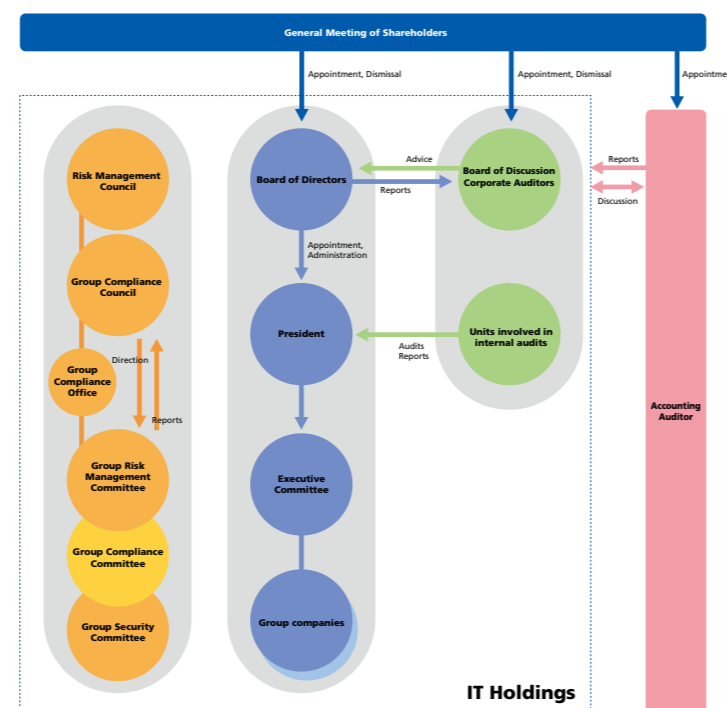 General Meeting of Shareholders
Appointment, Dismissal
Appointment, Dismissal
Appointme
Risk Management
Council
Group Compliance
Council
Direction
Group
Compliance
Office
Reports
Group Risk
Management
Committee
Group Compliance
Committee
Group Security
Committee
Board of Directors
Advice
Reports
Board of Discussion
Corporate Auditors
Reports
Discussion
Appointment,
Administration
President
Audits
Reports
Units involved in
internal audits
Executive
Committee
Group companies
Accounting
Auditor
IT Holdings